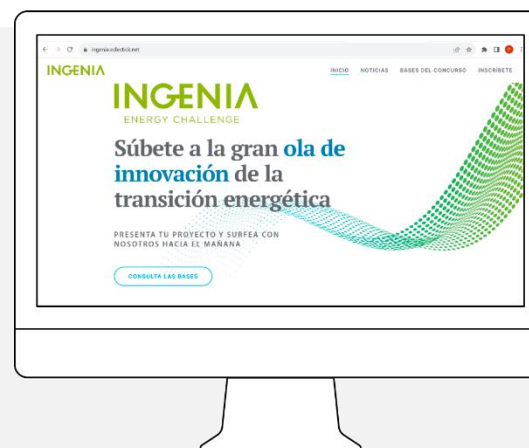 ingenia.edistick.net
INGENIA
INICIO NOTICIAS BASES DEL CONCURSO INSCRÍBETE
INGENIA
ENERGY CHALLENGE
Súbete a la gran ola de
innovación de la
transición energética
PRESENTA TU PROYECTO Y SURFEA CON
NOSOTROS HACIA EL MAÑANA
CONSULTA LAS BASES